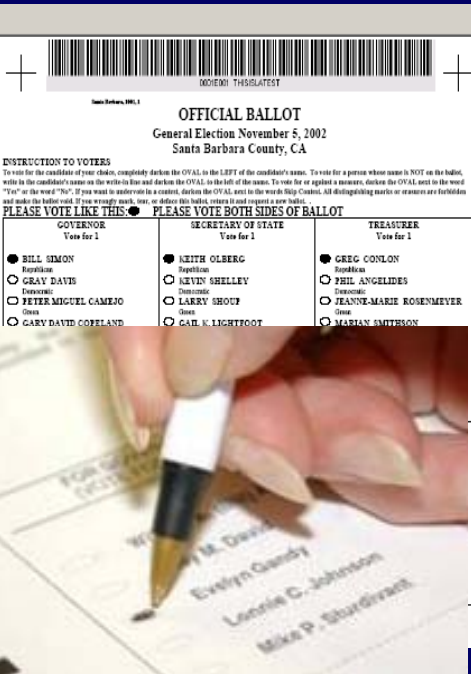 0001E001 THISISLATEST
Santa Barbara, 1001, 1
OFFICIAL BALLOT
General Election November 5, 2002
Santa Barbara County, CA
INSTRUCTION TO VOTERS
To vote for the candidate of your choice, completely darken the OVAL to the LEFT of the candidate's name. To vote for a person whose name is NOT on the ballot,
write in the candidate's name on the write-in line and darken the OVAL to the left of the name. To vote for or against a measure, darken the OVAL next to the word
"Yes" or the word "No". If you want to undervote in a contest, darken the OVAL next to the words Skip Contest. All distinguishing marks or erasures are forbidden
and make the ballot void. If you wrongly mark, tear, or deface this ballot, return it and request a new ballot. .
PLEASE VOTE LIKE THIS: PLEASE VOTE BOTH SIDES OF BALLOT
GOVERNOR
Vote for 1
BILL SIMON
Republican
GRAY DAVIS
Democratic
PETER MIGUEL CAMEJO
Green
GARY DAVID COPELAND
SECRETARY OF STATE
Vote for 1
KEITH OLBERG
Republican
KEVIN SHELLEY
Democratic
LARRY SHOUP
Green
GAIL K. LIGHTFOOT
TREASURER
Vote for 1
GREG CONLON
Republican
PHIL ANGELIDES
Democratic
JEANNE-MARIE ROSENMEYER
Green
MARIAN SMITHSON
M. David
Evelyn Gandy
Lonnie C. Johnson
Mike P. Sturdivant